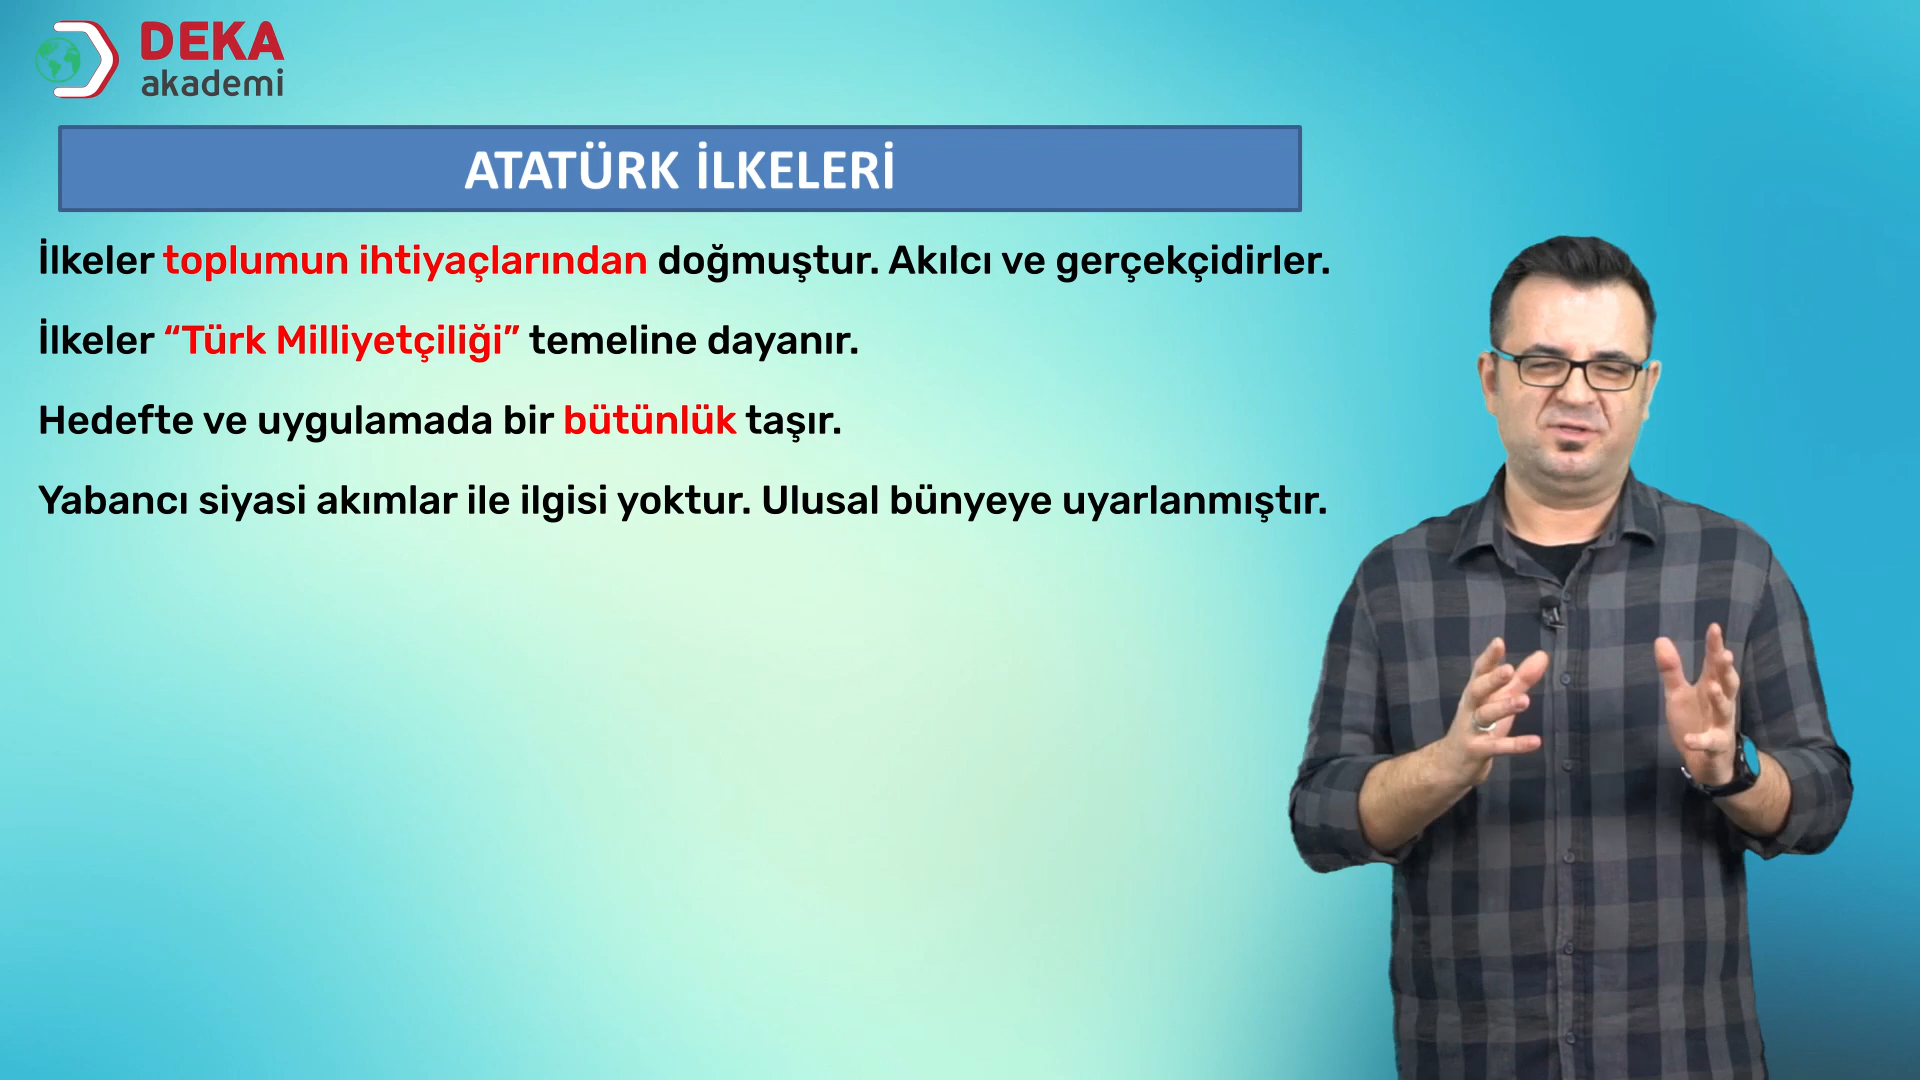 DEKA
akademi
ATATÜRK İLKELERİ
İlkeler toplumun ihtiyaçlarından doğmuştur. Akılcı ve gerçekçidirler.
İlkeler “Türk Milliyetçiliği” temeline dayanır.
Hedefte ve uygulamada bir bütünlük taşır.
Yabancı siyasi akımlar ile ilgisi yoktur. Ulusal bünyeye uyarlanmıştır.